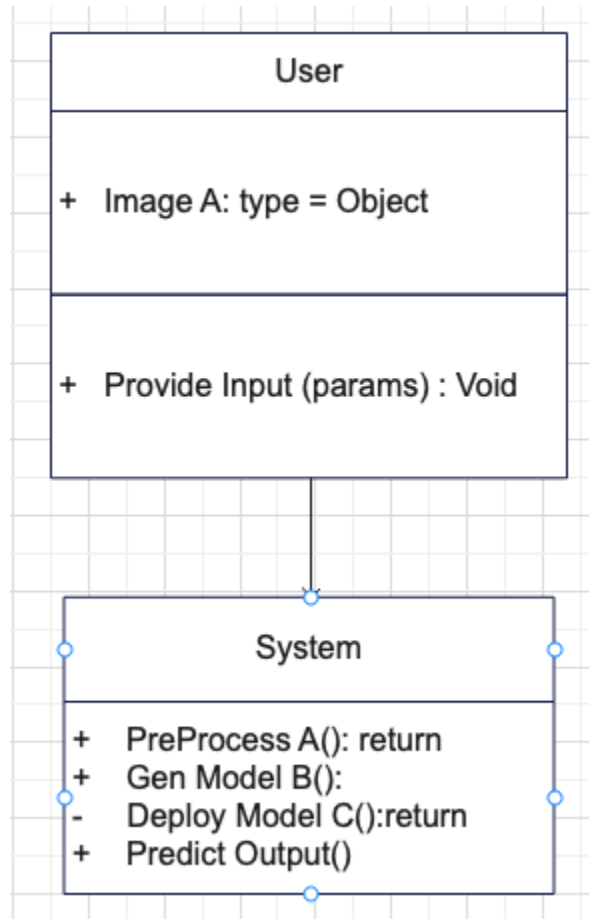 User
+ Image A: type = Object
+ Provide Input (params) : Void
System
+ PreProcess A(): return
+ Gen Model B():
- Deploy Model C():return
+ Predict Output()